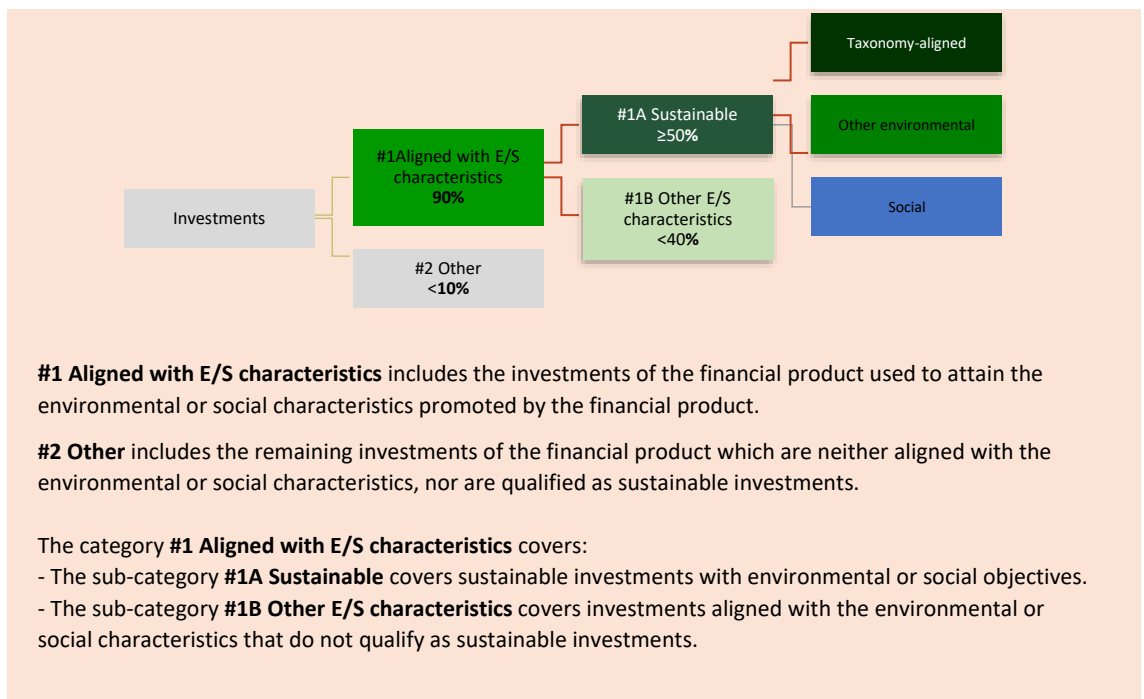 Taxonomy-aligned
#1A Sustainable
≥50%
Other environmental
#1Aligned with E/S
characteristics
90%
#1B Other E/S
characteristics
<40%
Social
Investments
#2 Other
<10%
#1 Aligned with E/S characteristics includes the investments of the financial product used to attain the
environmental or social characteristics promoted by the financial product.
#2 Other includes the remaining investments of the financial product which are neither aligned with the
environmental or social characteristics, nor are qualified as sustainable investments.
The category #1 Aligned with E/S characteristics covers:
- The sub-category #1A Sustainable covers sustainable investments with environmental or social objectives.
- The sub-category #1B Other E/S characteristics covers investments aligned with the environmental or
social characteristics that do not qualify as sustainable investments.